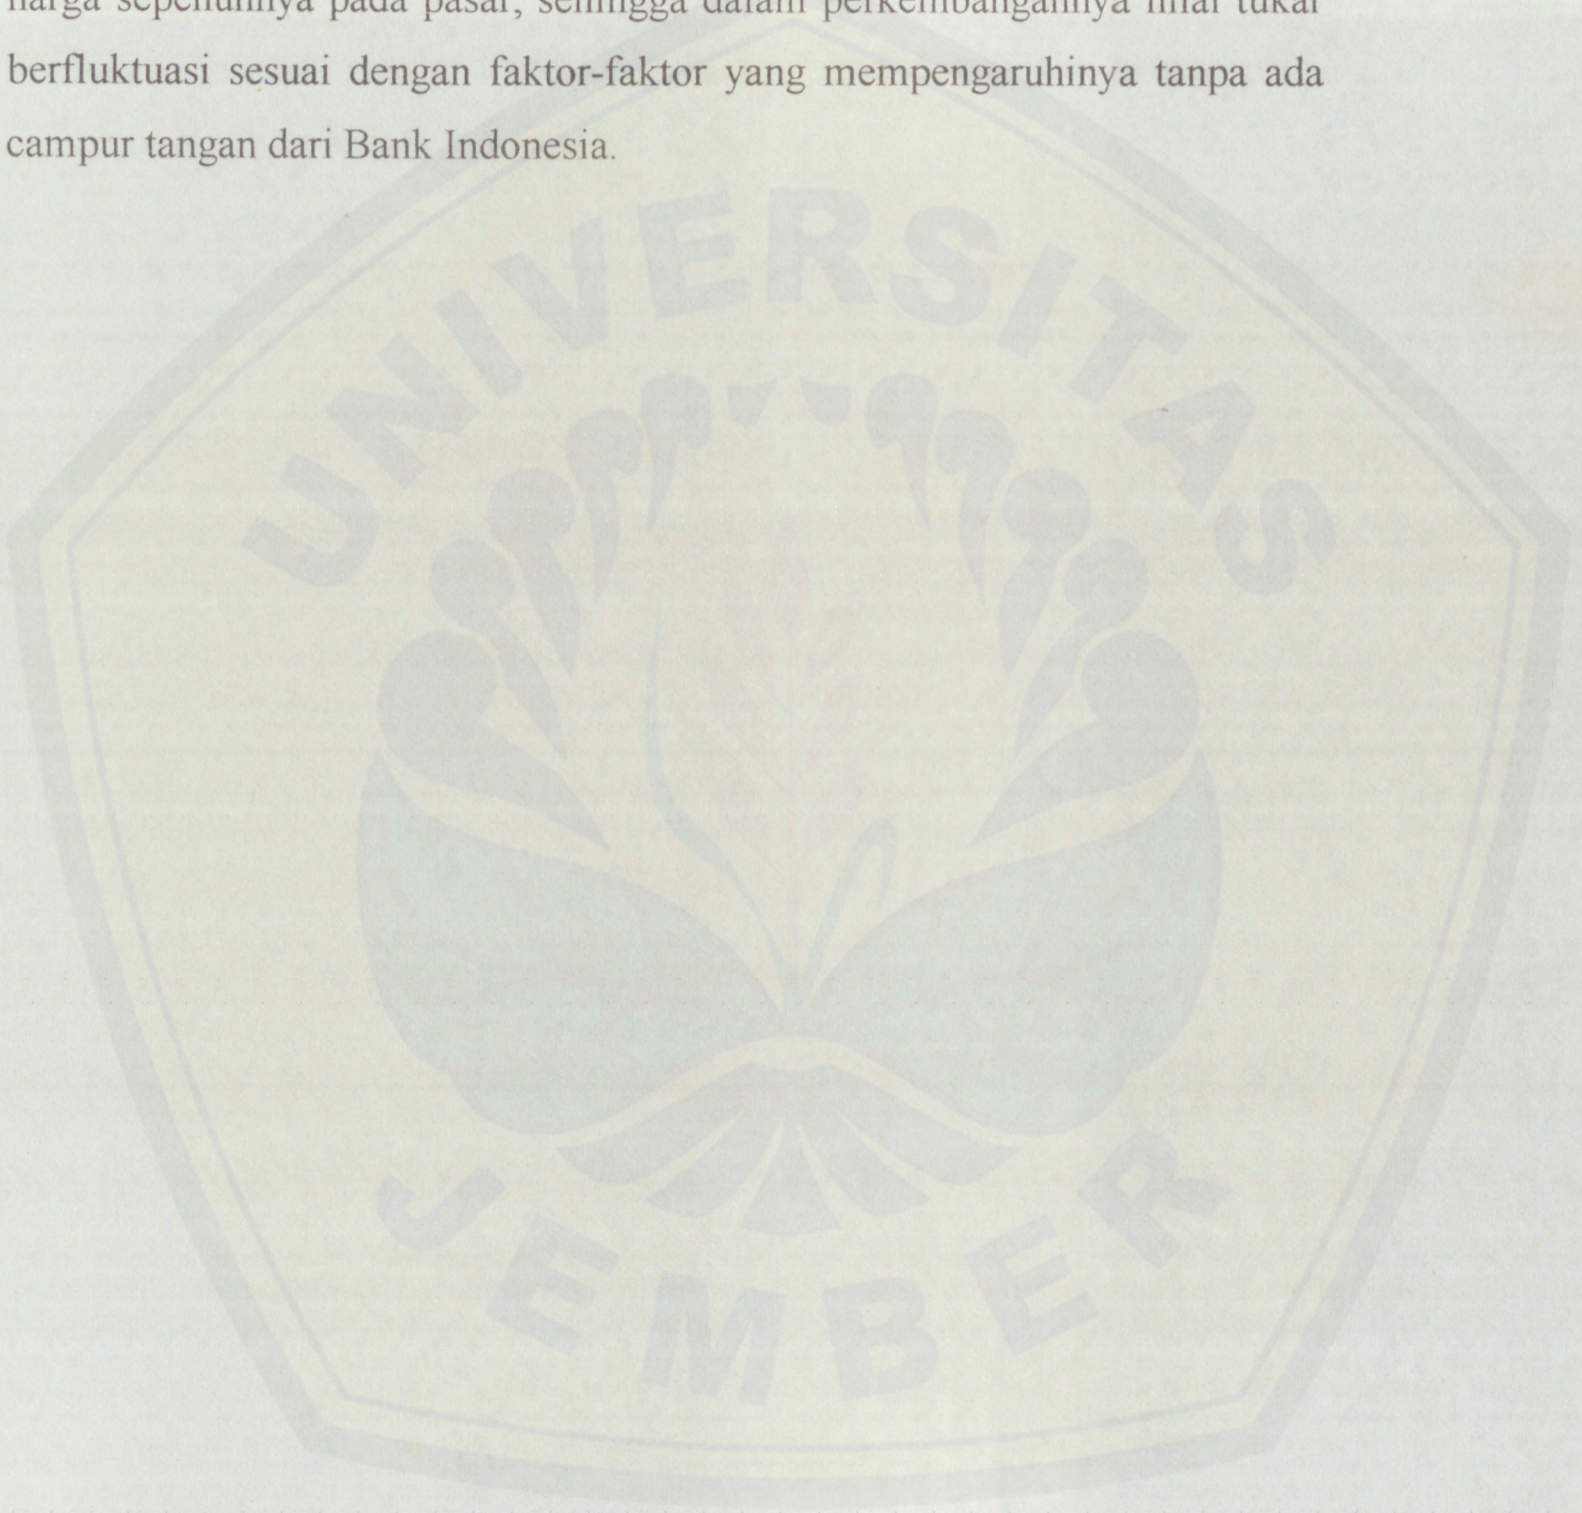 harga sepenuhnya pada pasar, sehingga dalam perkembangannya nilai tukar
berfluktuasi sesuai dengan faktor-faktor yang mempengaruhinya tanpa ada
campur tangan dari Bank Indonesia.
UNIVERSITAS
JEMBER